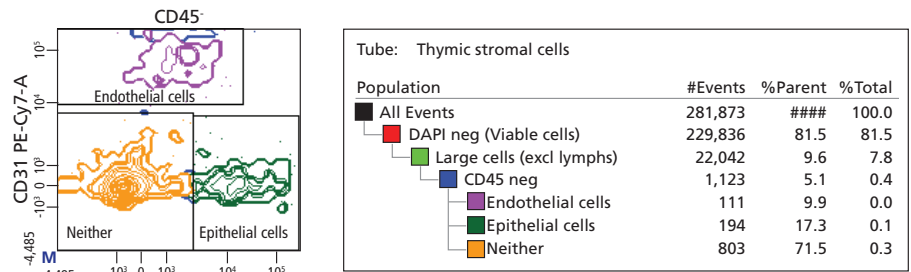 CD45-
CD31 PE-Cy7-A
10⁵
10⁴
10³
0
-10³
-4,485
Endothelial cells
Neither
Epithelial cells
M
-4,485
10³ 0 10³ 10⁴ 10⁵
Tube: Thymic stromal cells
Population #Events %Parent %Total
All Events 281,873 #### 100.0
DAPI neg (Viable cells) 229,836 81.5 81.5
Large cells (excl lymphs) 22,042 9.6 7.8
CD45 neg 1,123 5.1 0.4
Endothelial cells 111 9.9 0.0
Epithelial cells 194 17.3 0.1
Neither 803 71.5 0.3